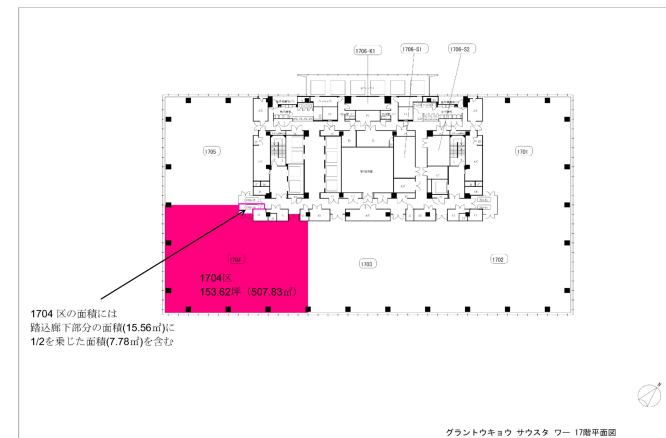 1706-K1
1706-S1
1706-S2
1705
1701
1704
1704区
153.62坪（507.83㎡）
1703
1702
1704 区の面積には
踏込廊下部分の面積(15.56㎡)に
1/2を乗じた面積(7.78㎡)を含む
N
グラントウキョウ サウスタ ワー 17階平面図